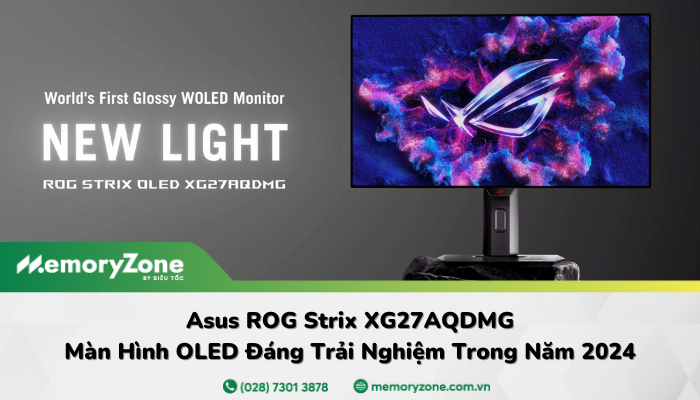 World's First Glossy WOLED Monitor
NEW LIGHT
ROG STRIX OLED XG27AQDMG
MemoryZone
BY SIÊU TỐC
Asus ROG Strix XG27AQDMG
Màn Hình OLED Đáng Trải Nghiệm Trong Năm 2024
(028) 7301 3878 memoryzone.com.vn